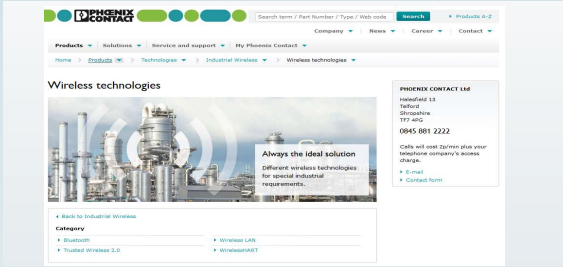 PHOENIX CONTACT
Search term / Part Number / Type / Web code Search Products A-Z
Company News Career Contact
Products Solutions Service and support My Phoenix Contact
Home > Products > Technologies > Industrial Wireless > Wireless technologies
Wireless technologies
Always the ideal solution
Different wireless technologies
for special industrial
requirements.
PHOENIX CONTACT Ltd
Halesfield 13
Telford
Shropshire
TF7 4PG
0845 881 2222
Calls will cost 2p/min plus your
telephone company's access
charge.
E-mail
Contact form
Back to Industrial Wireless
Category
Bluetooth
Wireless LAN
Trusted Wireless 2.0
WirelessHART